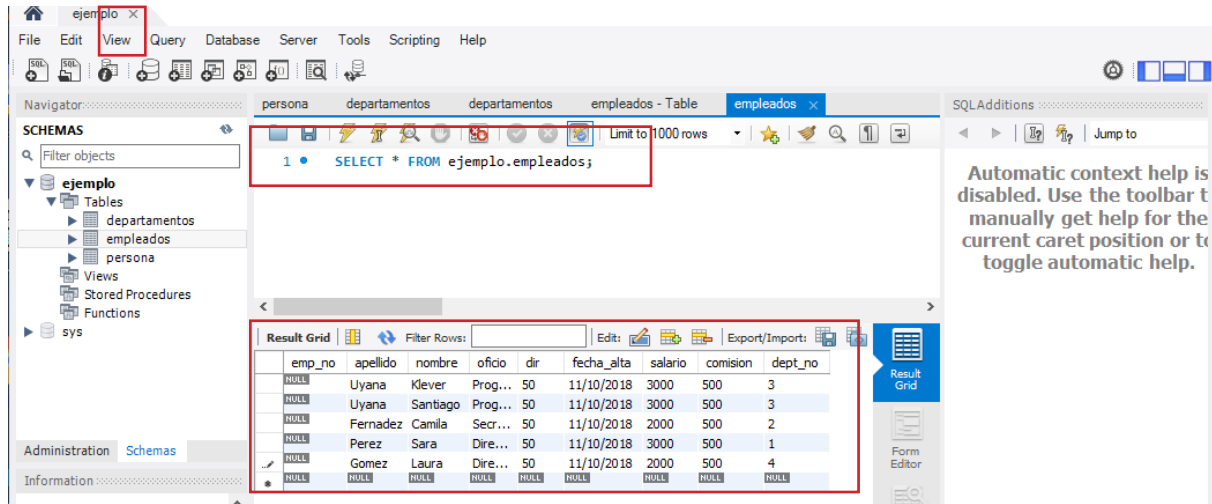 ejemplo
File Edit View Query Database Server Tools Scripting Help
Navigator
SCHEMAS
Filter objects
ejemplo
Tables
departamentos
empleados
persona
Views
Stored Procedures
Functions
sys
Administration Schemas
Information
persona departamentos departamentos empleados - Table empleados
Limit to 1000 rows
1 SELECT * FROM ejemplo.empleados;
Result Grid Filter Rows: Edit: Export/Import:
emp_no apellido nombre oficio dir fecha_alta salario comision dept_no
NULL Uyana Klever Prog... 50 11/10/2018 3000 500 3
NULL Uyana Santiago Prog... 50 11/10/2018 3000 500 3
NULL Fernadez Camila Secr... 50 11/10/2018 2000 500 2
NULL Perez Sara Dire... 50 11/10/2018 3000 500 1
NULL Gomez Laura Dire... 50 11/10/2018 2000 500 4
NULL NULL NULL NULL NULL NULL NULL NULL NULL
Result
Grid
Form
Editor
SQLAdditions
Jump to
Automatic context help is
disabled. Use the toolbar t
manually get help for the
current caret position or to
toggle automatic help.